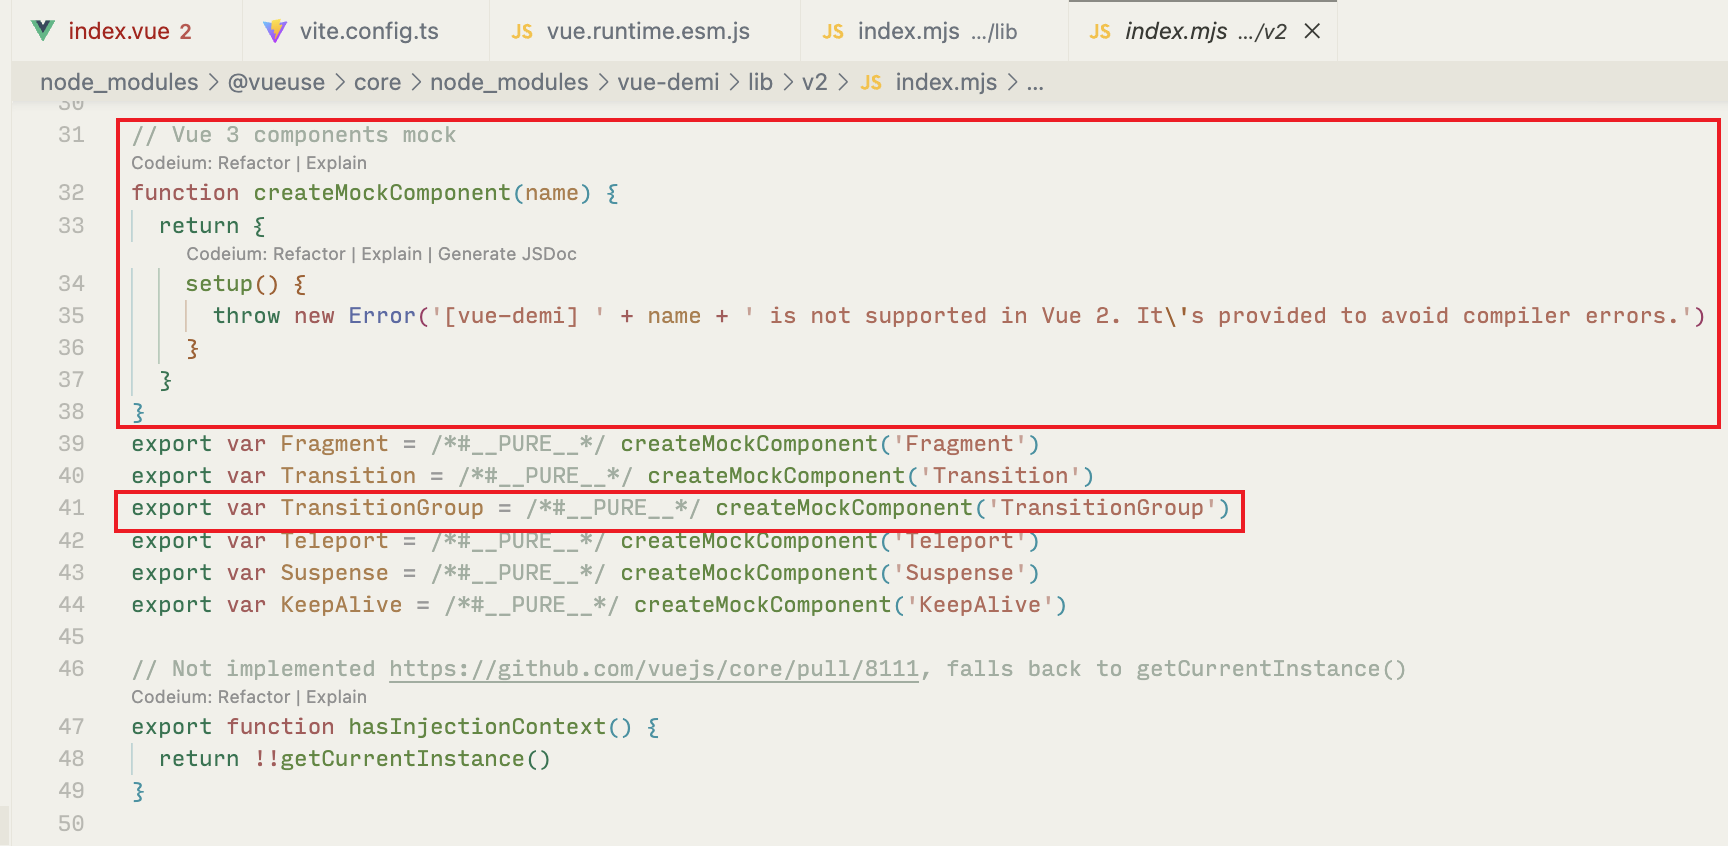 index.vue 2
vite.config.ts
JS vue.runtime.esm.js
JS index.mjs .../lib
JS index.mjs .../v2
node_modules > @vueuse > core > node_modules > vue-demi > lib > v2 > JS index.mjs > ...
30
31 // Vue 3 components mock
Codeium: Refactor | Explain
32 function createMockComponent(name) {
33 return {
Codeium: Refactor | Explain | Generate JSDoc
34 setup() {
35 throw new Error('[vue-demi] ' + name + ' is not supported in Vue 2. It\'s provided to avoid compiler errors.')
36 }
37 }
38 }
39 export var Fragment = /*#__PURE__*/ createMockComponent('Fragment')
40 export var Transition = /*#__PURE__*/ createMockComponent('Transition')
41 export var TransitionGroup = /*#__PURE__*/ createMockComponent('TransitionGroup')
42 export var Teleport = /*#__PURE__*/ createMockComponent('Teleport')
43 export var Suspense = /*#__PURE__*/ createMockComponent('Suspense')
44 export var KeepAlive = /*#__PURE__*/ createMockComponent('KeepAlive')
45
46 // Not implemented https://github.com/vuejs/core/pull/8111, falls back to getCurrentInstance()
Codeium: Refactor | Explain
47 export function hasInjectionContext() {
48 return !!getCurrentInstance()
49 }
50